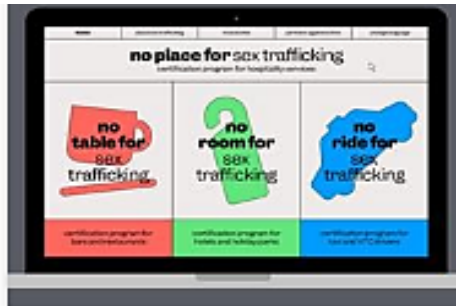 no place for sex trafficking
certification program for hospitality services
no
table for
sex
trafficking
no
room for
sex
trafficking
no
ride for
sex
trafficking
certification program for
bars and restaurants
certification program for
hotels and holiday parks
certification program for
taxi and VTC drivers